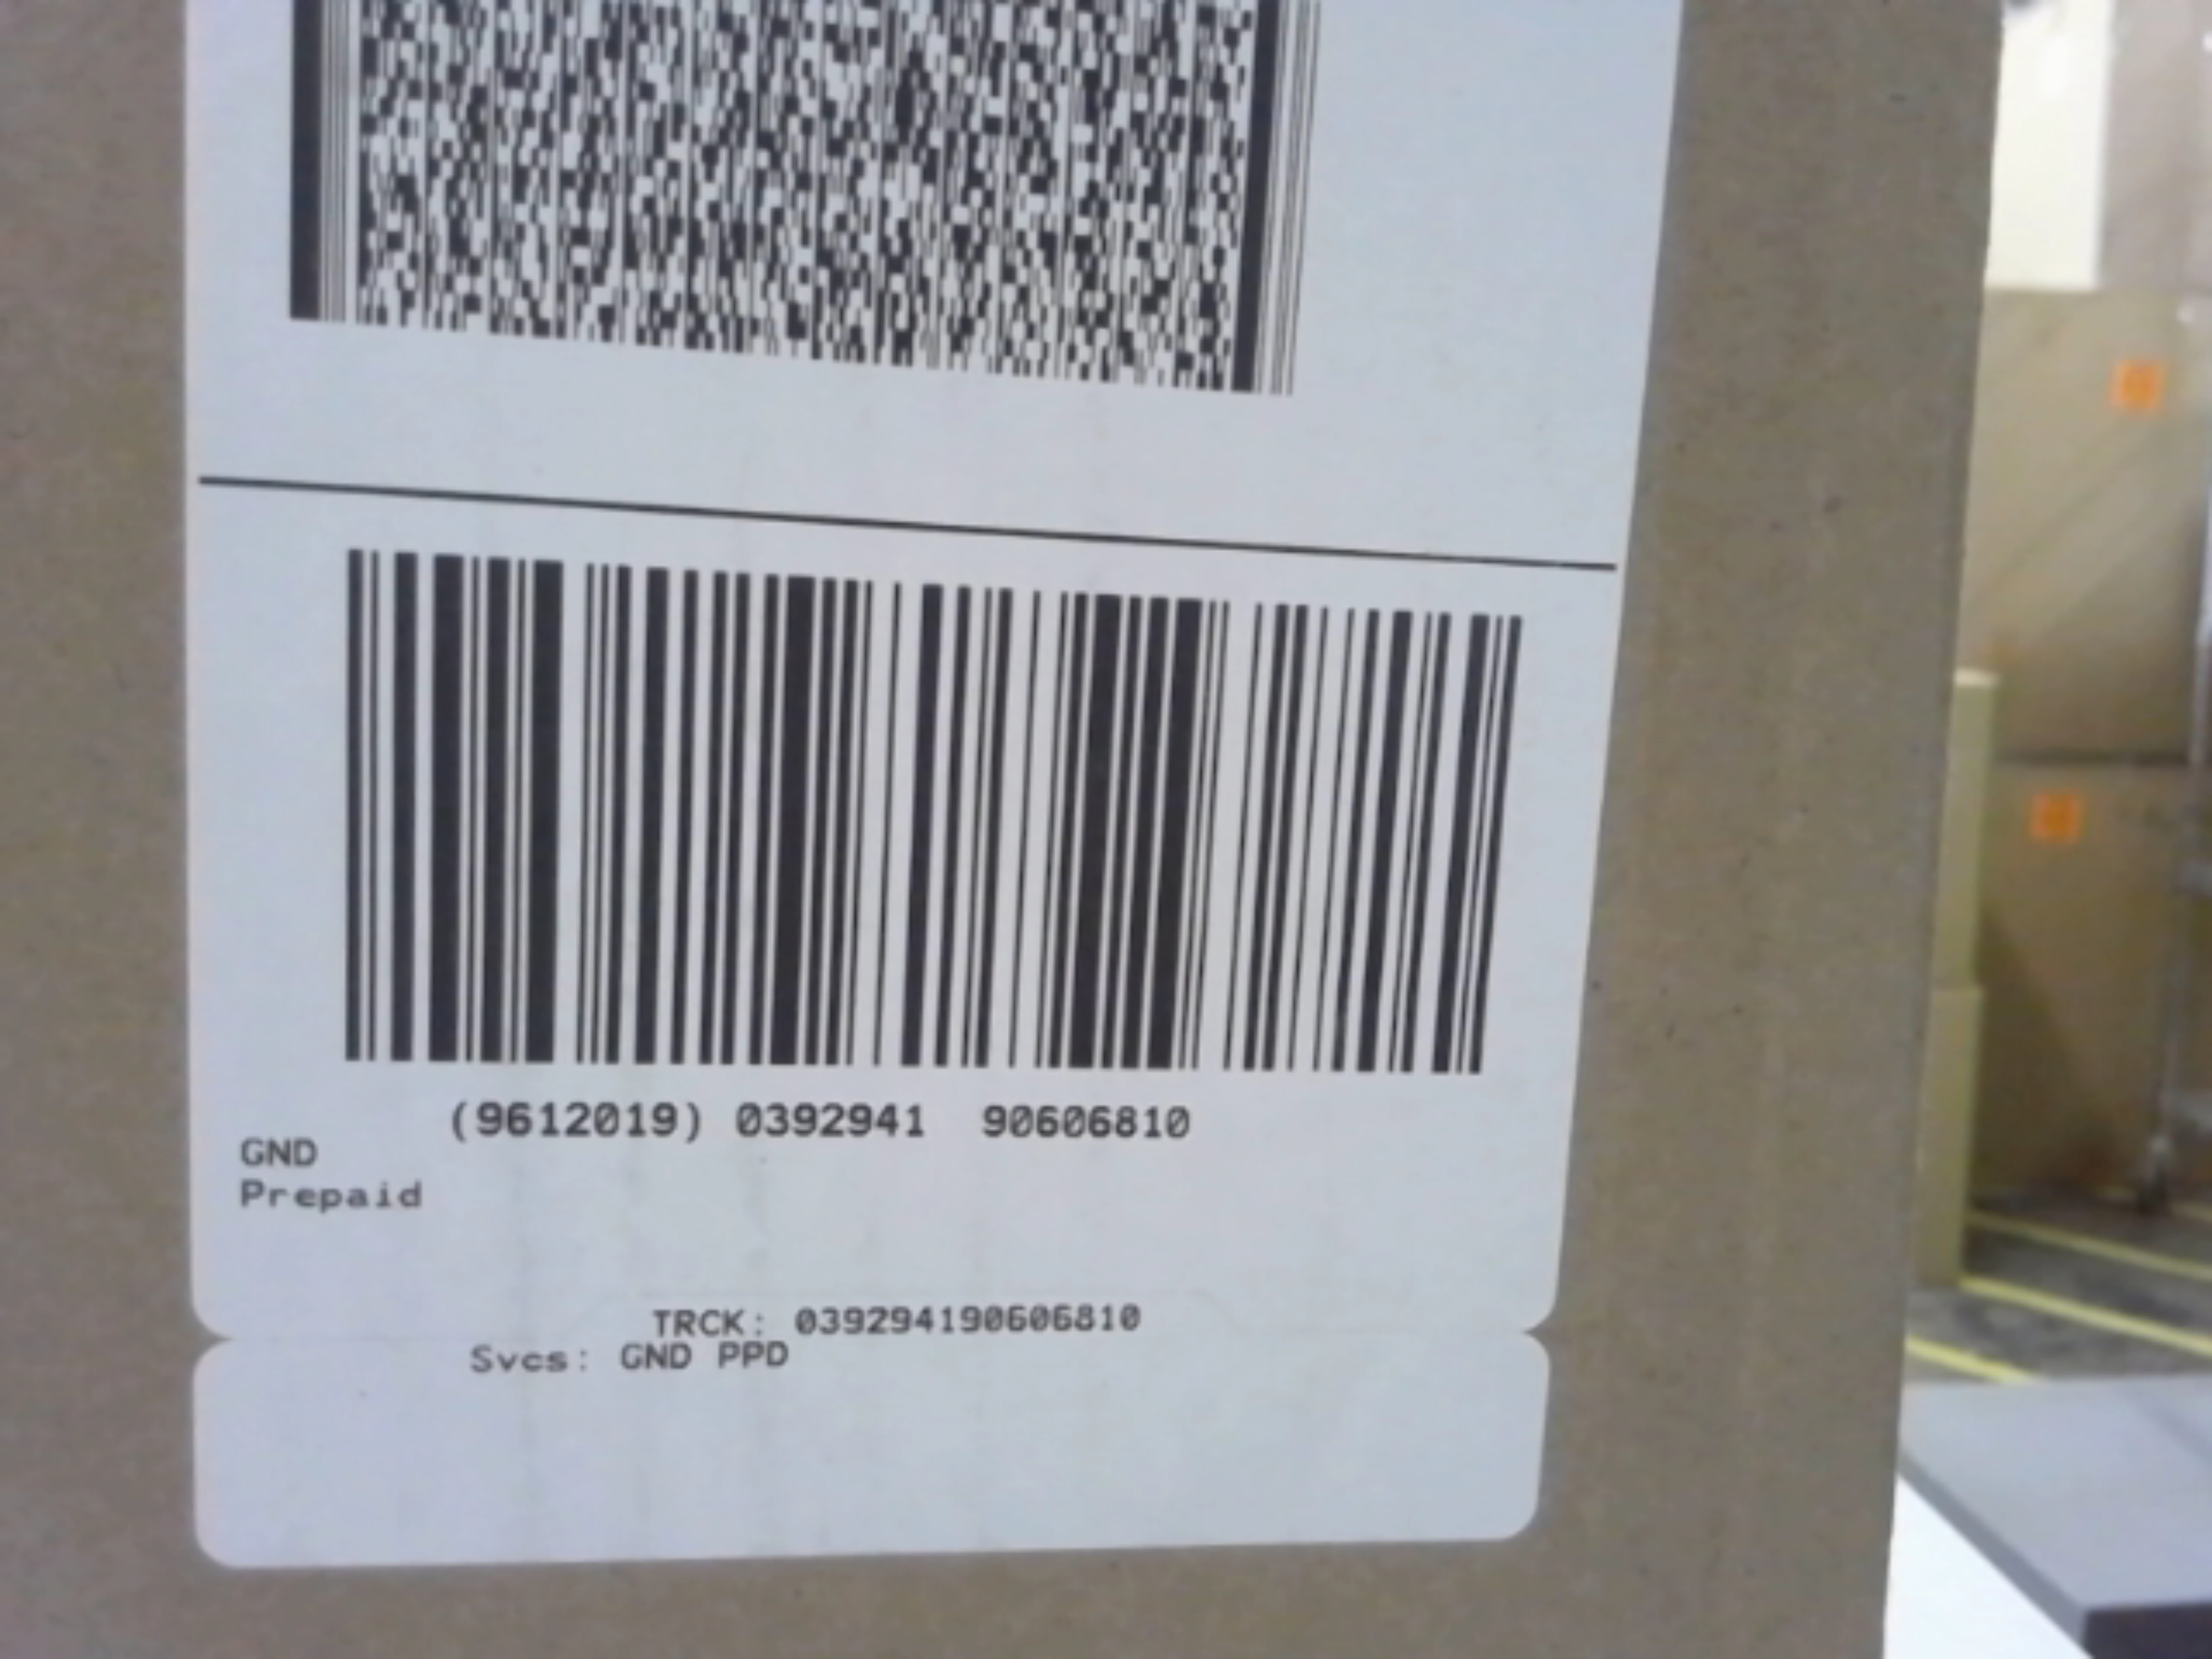 (9612019) 0392941 90606810
GND
Prepaid
TRCK: 039294190606810
Svcs: GND PPD